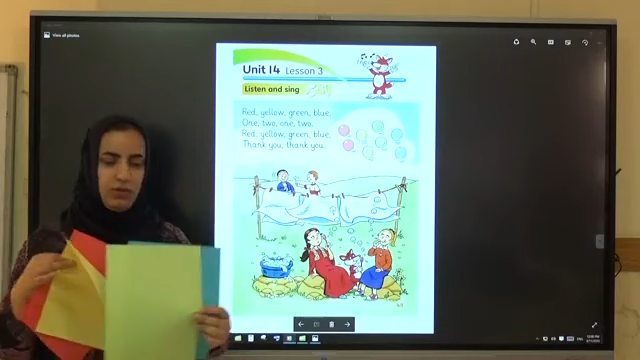 View all photos
Unit 14 Lesson 3
Listen and sing
Red, yellow, green, blue,
One, two, one, two.
Red, yellow, green, blue,
Thank you, thank you.